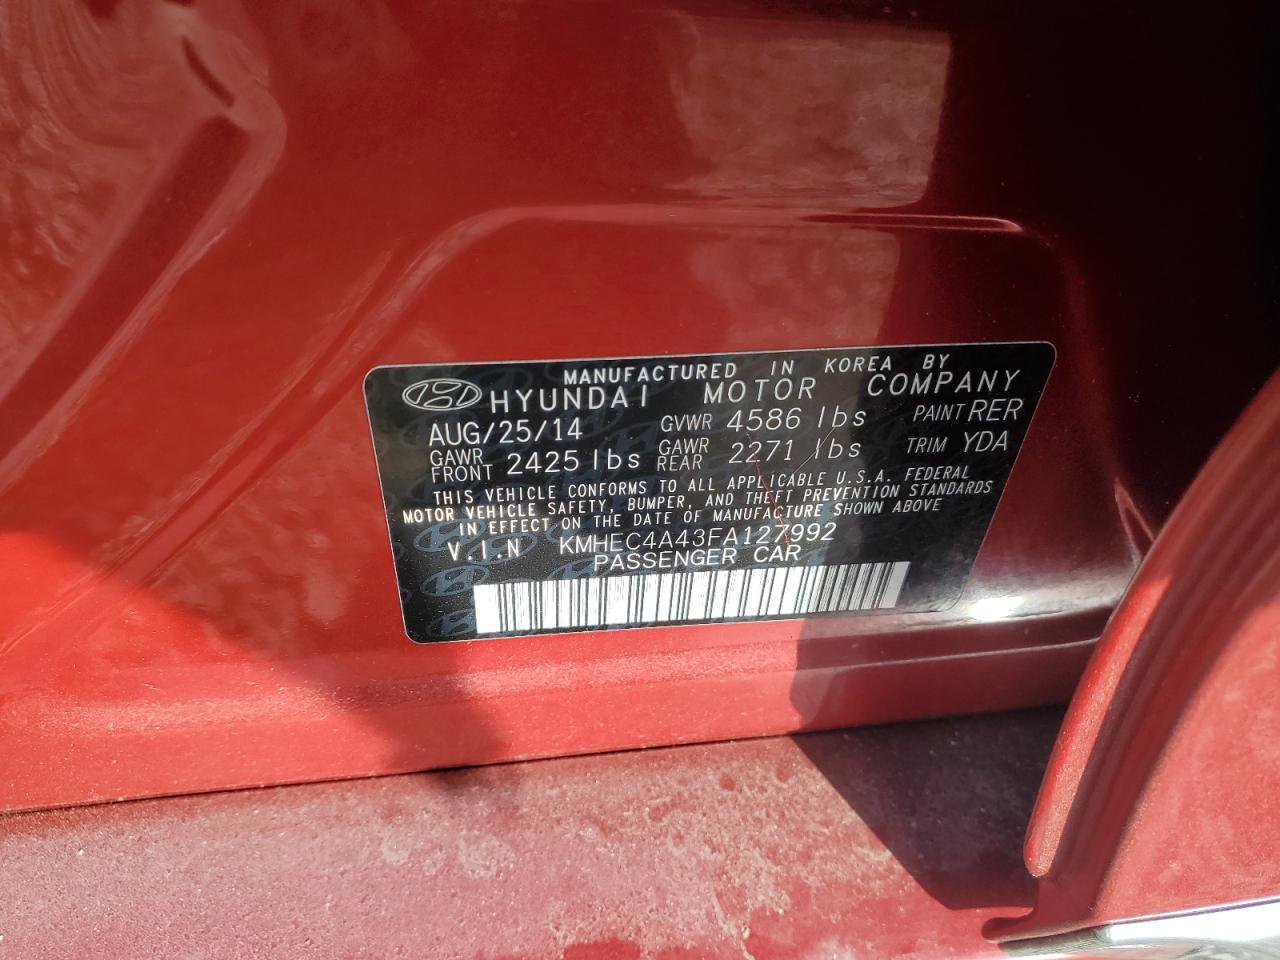 MANUFACTURED IN KOREA BY
HYUNDAI MOTOR COMPANY
AUG/25/14 GVWR 4586 lbs PAINT RER
GAWR FRONT 2425 lbs GAWR REAR 2271 lbs TRIM YDA
THIS VEHICLE CONFORMS TO ALL APPLICABLE U.S.A. FEDERAL
MOTOR VEHICLE SAFETY, BUMPER, AND THEFT PREVENTION STANDARDS
IN EFFECT ON THE DATE OF MANUFACTURE SHOWN ABOVE
V.I.N KMHEC4A43FA127992
PASSENGER CAR